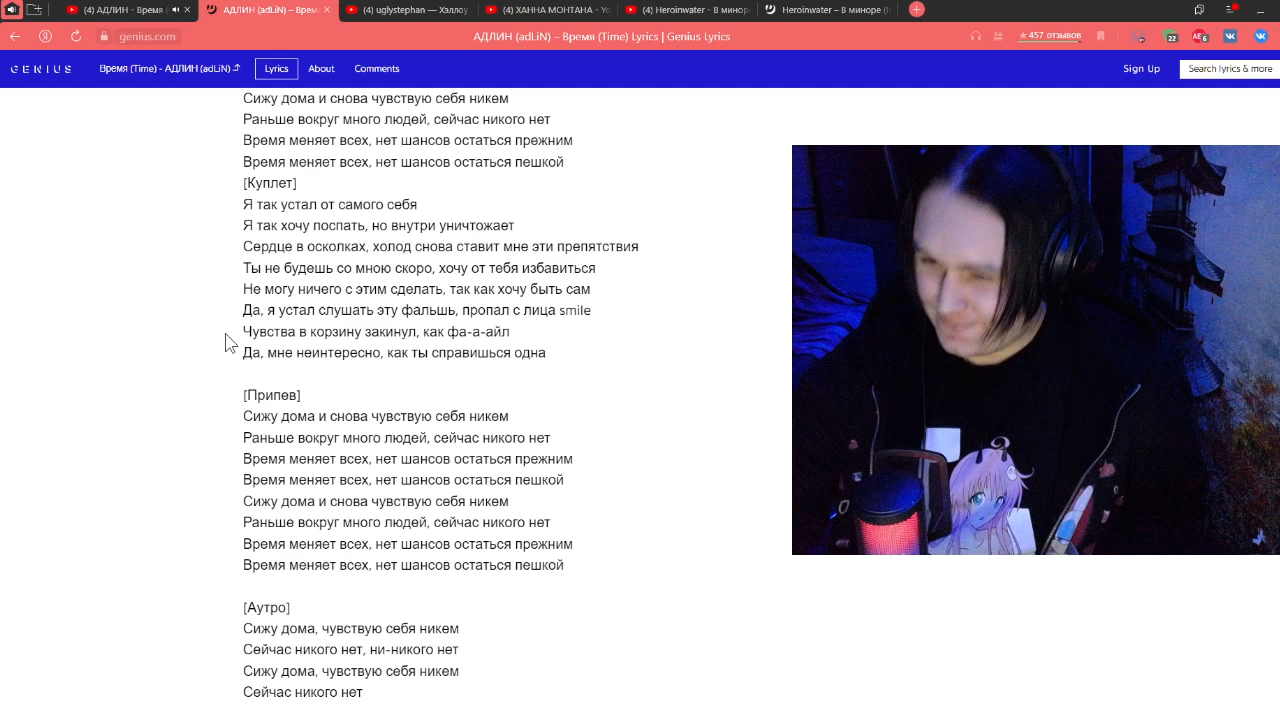 (4) АДЛИН - Время (
АДЛИН (adLiN) – Врем
(4) uglystephan — Хэллоу
(4) ХАННА МОНТАНА - Yo
(4) Heroinwater - В миноре
Heroinwater – В миноре (
genius.com
АДЛИН (adLiN) – Время (Time) Lyrics | Genius Lyrics
★457 отзывов
22
6
GENIUS
Время (Time) - АДЛИН (adLiN)
Lyrics
About
Comments
Sign Up
Search lyrics & more
Сижу дома и снова чувствую себя никем
Раньше вокруг много людей, сейчас никого нет
Время меняет всех, нет шансов остаться прежним
Время меняет всех, нет шансов остаться пешкой
[Куплет]
Я так устал от самого себя
Я так хочу поспать, но внутри уничтожает
Сердце в осколках, холод снова ставит мне эти препятствия
Ты не будешь со мною скоро, хочу от тебя избавиться
Не могу ничего с этим сделать, так как хочу быть сам
Да, я устал слушать эту фальшь, пропал с лица smile
Чувства в корзину закинул, как фа-а-айл
Да, мне неинтересно, как ты справишься одна
[Припев]
Сижу дома и снова чувствую себя никем
Раньше вокруг много людей, сейчас никого нет
Время меняет всех, нет шансов остаться прежним
Время меняет всех, нет шансов остаться пешкой
Сижу дома и снова чувствую себя никем
Раньше вокруг много людей, сейчас никого нет
Время меняет всех, нет шансов остаться прежним
Время меняет всех, нет шансов остаться пешкой
[Аутро]
Сижу дома, чувствую себя никем
Сейчас никого нет, ни-никого нет
Сижу дома, чувствую себя никем
Сейчас никого нет